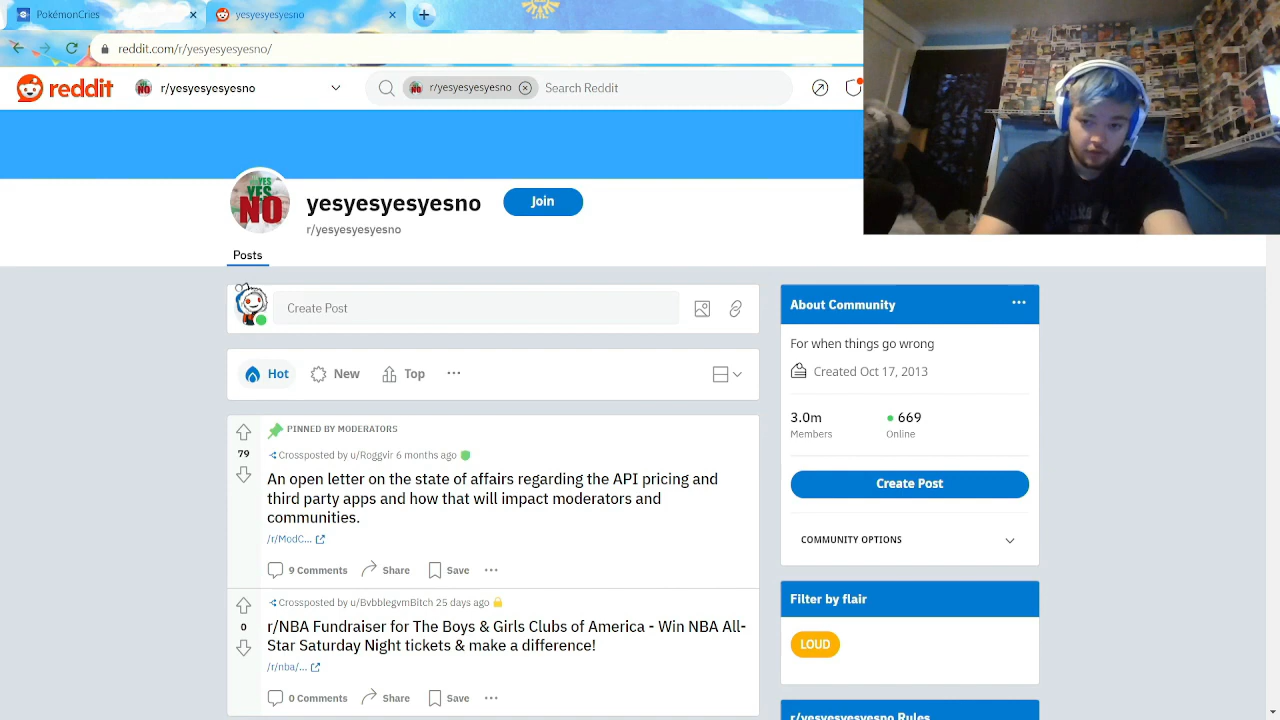 PokémonCries
yesyesyesyesno
reddit.com/r/yesyesyesyesno/
reddit
r/yesyesyesyesno
r/yesyesyesyesno
Search Reddit
YES
YES
NO
yesyesyesyesno
Join
r/yesyesyesyesno
Posts
Create Post
Hot
New
Top
PINNED BY MODERATORS
79
Crossposted by u/Roggvir 6 months ago
An open letter on the state of affairs regarding the API pricing and
third party apps and how that will impact moderators and
communities.
/r/ModC...
9 Comments
Share
Save
Crossposted by u/BvbblegvmBitch 25 days ago
0
r/NBA Fundraiser for The Boys & Girls Clubs of America - Win NBA All-
Star Saturday Night tickets & make a difference!
/r/nba/...
0 Comments
Share
Save
About Community
For when things go wrong
Created Oct 17, 2013
3.0m
669
Members
Online
Create Post
COMMUNITY OPTIONS
Filter by flair
LOUD
r/yesyesyesyesno Rules